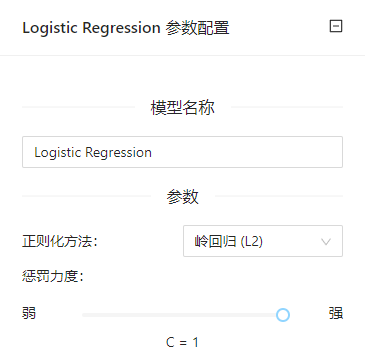 Logistic Regression 参数配置
模型名称
Logistic Regression
参数
正则化方法:
岭回归 (L2)
惩罚力度:
弱
强
C = 1